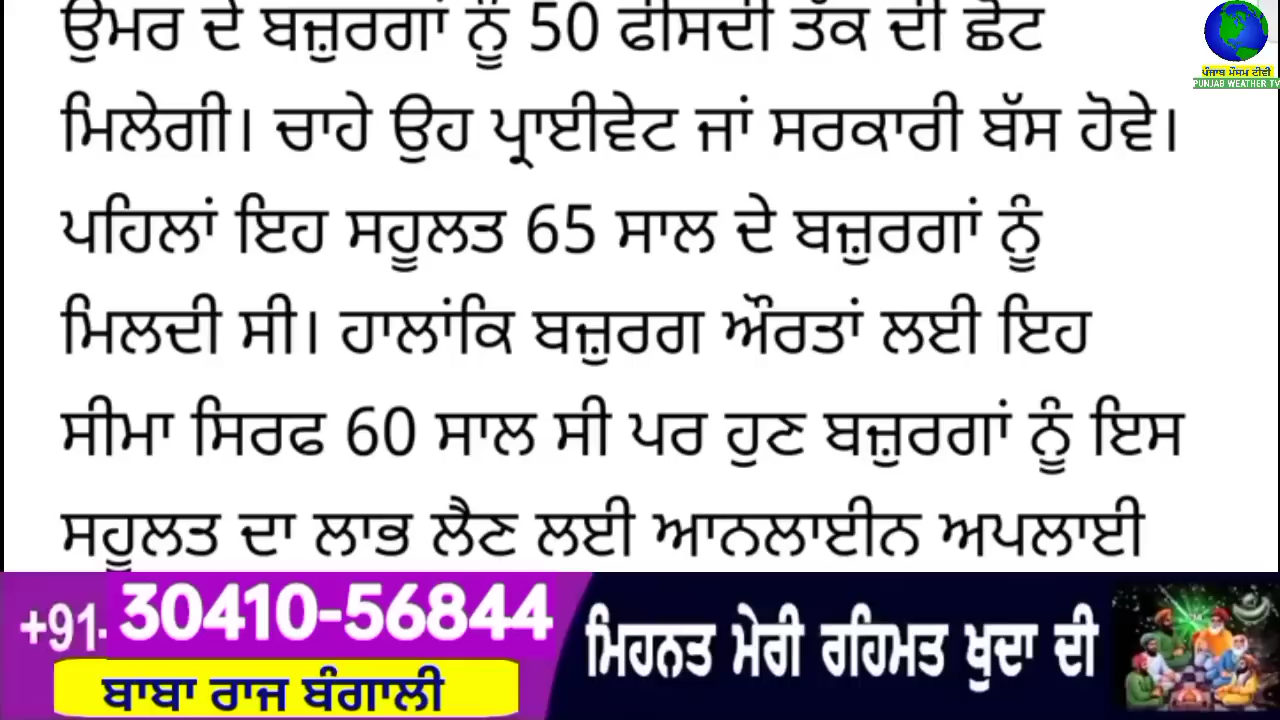 ਉਮਰ ਦੇ ਬਜ਼ੁਰਗਾਂ ਨੂੰ 50 ਫੀਸਦੀ ਤੱਕ ਦੀ ਛੋਟ
ਮਿਲੇਗੀ। ਚਾਹੇ ਉਹ ਪ੍ਰਾਈਵੇਟ ਜਾਂ ਸਰਕਾਰੀ ਬੱਸ ਹੋਵੇ।
ਪਹਿਲਾਂ ਇਹ ਸਹੂਲਤ 65 ਸਾਲ ਦੇ ਬਜ਼ੁਰਗਾਂ ਨੂੰ
ਮਿਲਦੀ ਸੀ। ਹਾਲਾਂਕਿ ਬਜ਼ੁਰਗ ਔਰਤਾਂ ਲਈ ਇਹ
ਸੀਮਾ ਸਿਰਫ 60 ਸਾਲ ਸੀ ਪਰ ਹੁਣ ਬਜ਼ੁਰਗਾਂ ਨੂੰ ਇਸ
ਸਹੂਲਤ ਦਾ ਲਾਭ ਲੈਣ ਲਈ ਆਨਲਾਈਨ ਅਪਲਾਈ
ਪੰਜਾਬ ਮੌਸਮ ਟੀਵੀ
PUNJAB WEATHER TV
+91- 30410-56844
ਬਾਬਾ ਰਾਜ ਬੰਗਾਲੀ
ਮਿਹਨਤ ਮੇਰੀ ਰਹਿਮਤ ਖੁਦਾ ਦੀ